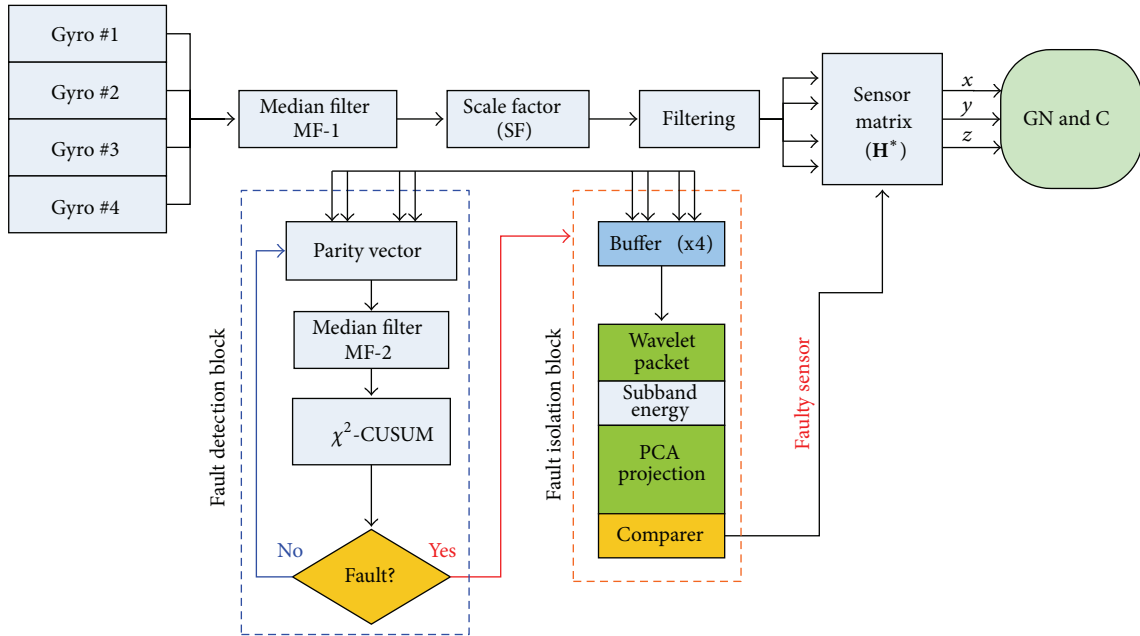 Gyro #1
Gyro #2
Gyro #3
Gyro #4
Median filter
MF-1
Scale factor
(SF)
Filtering
Sensor
matrix
(H*)
x
y
z
GN and C
Fault detection block
Parity vector
Median filter
MF-2
χ²-CUSUM
Fault?
No
Yes
Fault isolation block
Buffer (x4)
Wavelet
packet
Subband
energy
PCA
projection
Comparer
Faulty sensor